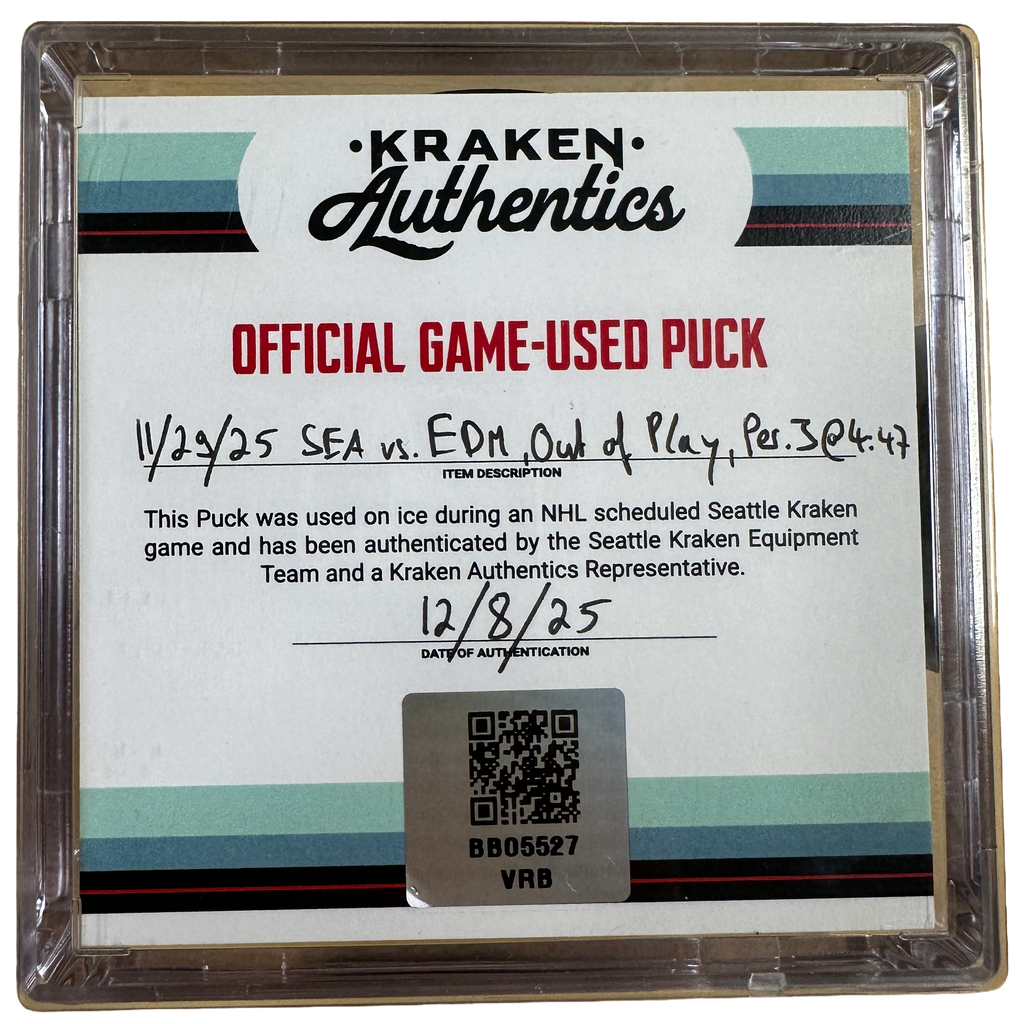 ·KRAKEN·
Authentics
OFFICIAL GAME-USED PUCK
11/29/25 SEA vs. EDM, Out of Play, Per. 3 @ 4:47
ITEM DESCRIPTION
This Puck was used on ice during an NHL scheduled Seattle Kraken
game and has been authenticated by the Seattle Kraken Equipment
Team and a Kraken Authentics Representative.
12/8/25
DATE OF AUTHENTICATION
BB05527
VRB